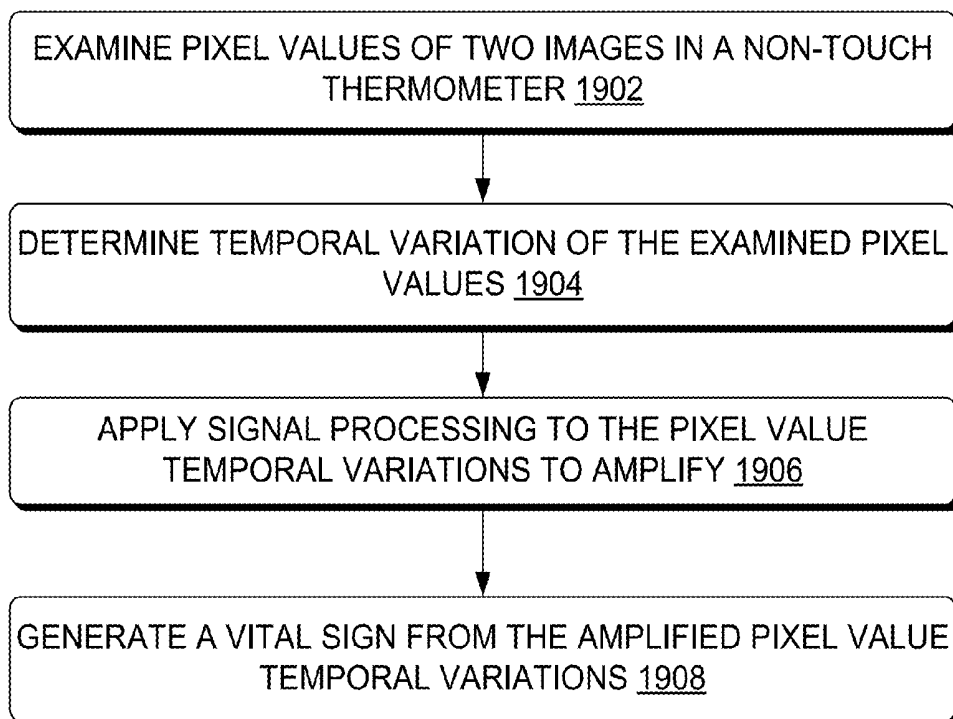 EXAMINE PIXEL VALUES OF TWO IMAGES IN A NON-TOUCH
THERMOMETER 1902
DETERMINE TEMPORAL VARIATION OF THE EXAMINED PIXEL
VALUES 1904
APPLY SIGNAL PROCESSING TO THE PIXEL VALUE
TEMPORAL VARIATIONS TO AMPLIFY 1906
GENERATE A VITAL SIGN FROM THE AMPLIFIED PIXEL VALUE
TEMPORAL VARIATIONS 1908